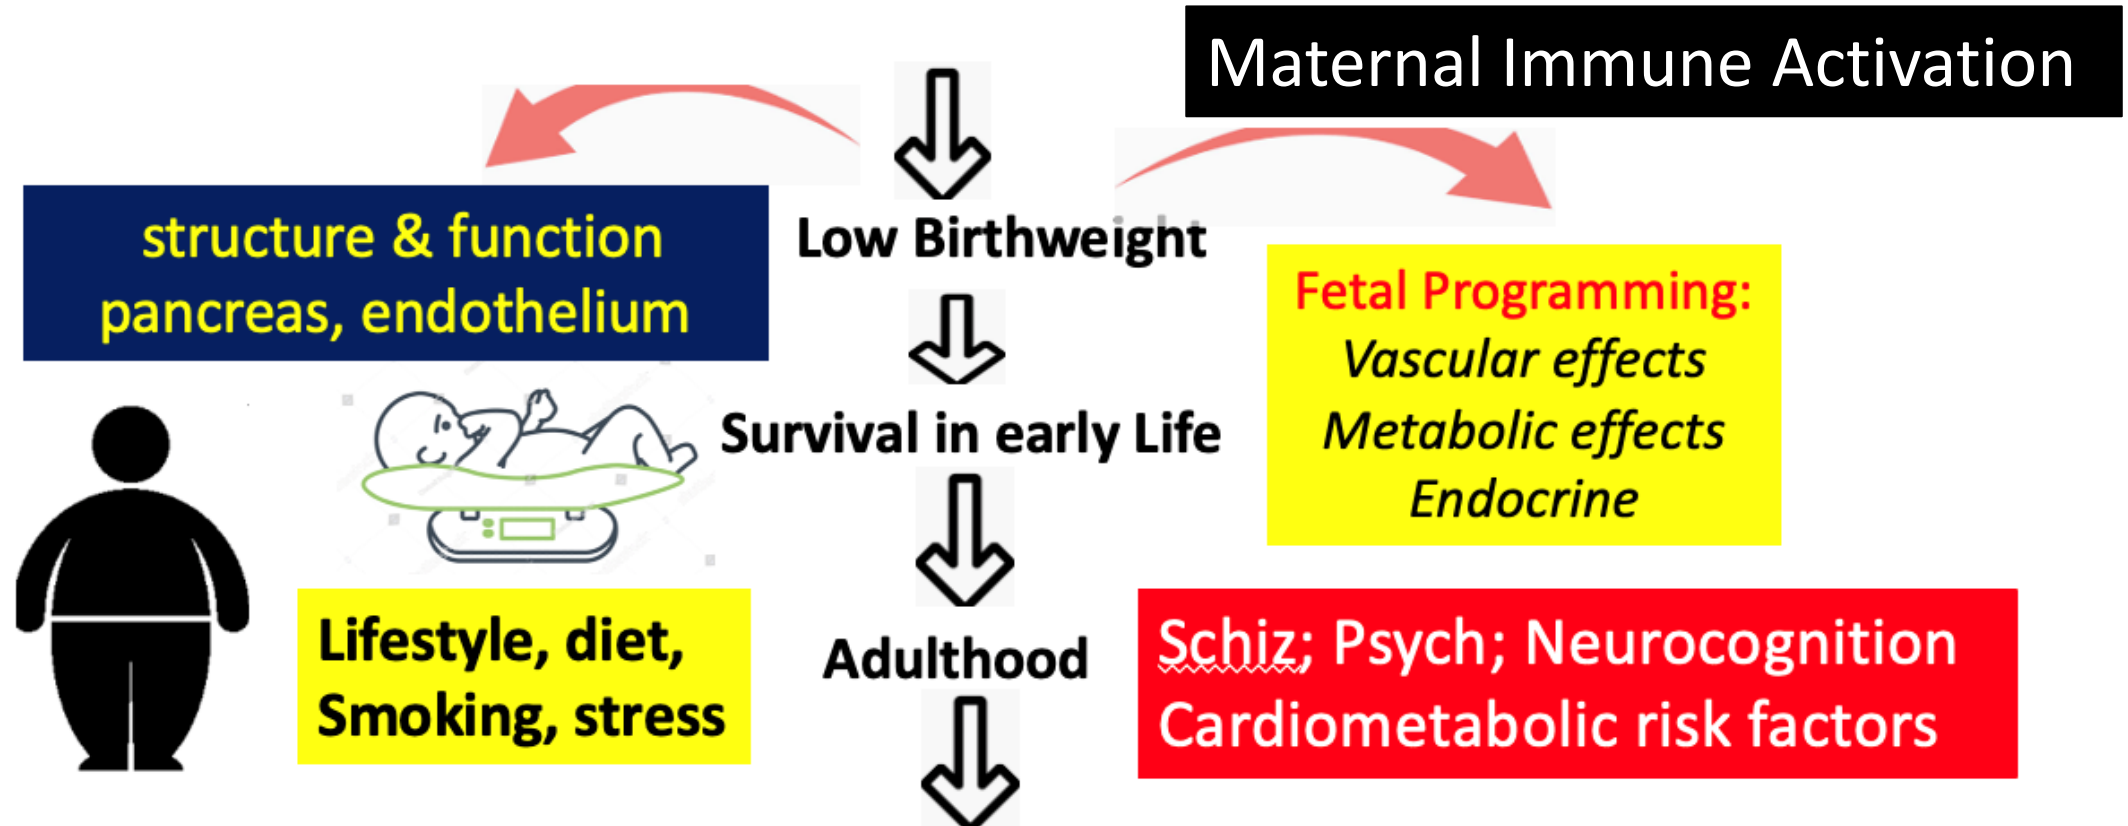 Maternal Immune Activation
structure & function
pancreas, endothelium
Low Birthweight
Fetal Programming:
Vascular effects
Metabolic effects
Endocrine
Survival in early Life
Lifestyle, diet,
Smoking, stress
Adulthood
Schiz; Psych; Neurocognition
Cardiometabolic risk factors